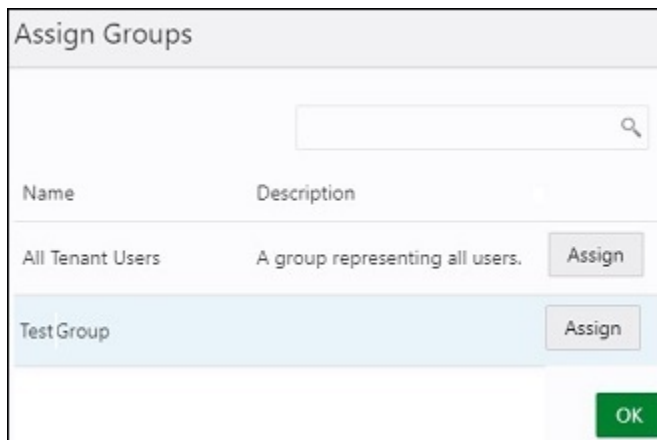 Assign Groups
Name Description
All Tenant Users A group representing all users. Assign
Test Group Assign
OK